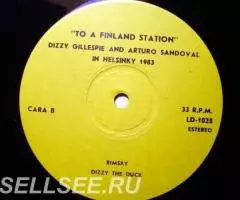 "TO A FINLAND STATION"
DIZZY GILLESPIE AND ARTURO SANDOVAL
IN HELSINKY 1983
CARA B
33 R.P.M.
LD-1028
ESTEREO
RIMSKY
DIZZY THE DUCK
SELLSEE.RU